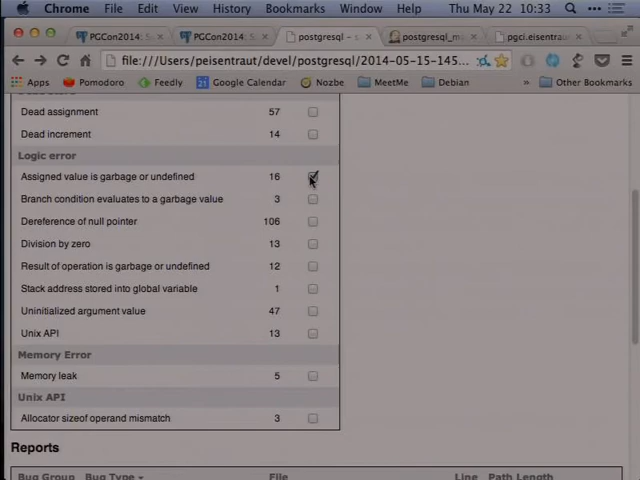 Chrome File Edit View History Bookmarks Window Thu May 22 10:33
PGCon2014: S PGCon2014: S postgresql – s postgresql_ma pgci.eisentrau
file:///Users/peisentraut/devel/postgresql/2014-05-15-145...
Apps Pomodoro Feedly Google Calendar Nozbe MeetMe Debian » Other Bookmarks
Dead assignment 57
Dead increment 14
Logic error
Assigned value is garbage or undefined 16
Branch condition evaluates to a garbage value 3
Dereference of null pointer 106
Division by zero 13
Result of operation is garbage or undefined 12
Stack address stored into global variable 1
Uninitialized argument value 47
Unix API 13
Memory Error
Memory leak 5
Unix API
Allocator sizeof operand mismatch 3
Reports
Bug Group Bug Type File Line Path Length